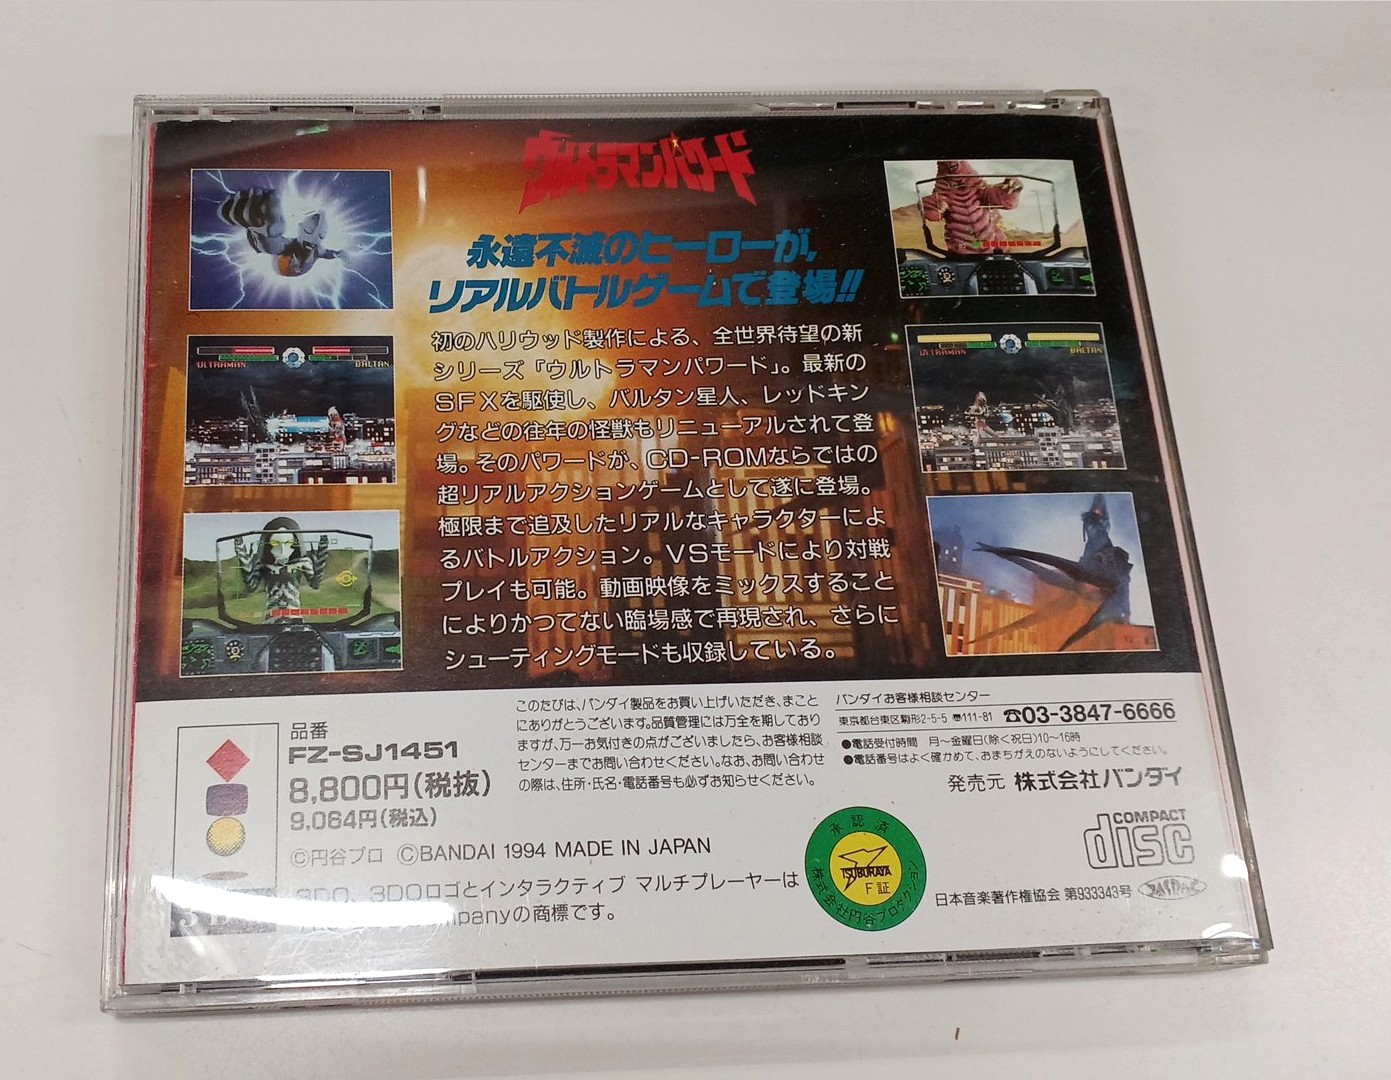 ウルトラマンパワード
永遠不滅のヒーローが,
リアルバトルゲームで登場!!
初のハリウッド製作による、全世界待望の新
シリーズ「ウルトラマンパワード」。最新の
SFXを駆使し、バルタン星人、レッドキン
グなどの往年の怪獣もリニューアルされて登
場。そのパワードが、CD-ROMならではの
超リアルアクションゲームとして遂に登場。
極限まで追及したリアルなキャラクターによ
るバトルアクション。VSモードにより対戦
プレイも可能。動画映像をミックスすること
によりかつてない臨場感で再現され、さらに
シューティングモードも収録している。
ULTRAMAN
BALTAN
ULTRAMAN
BALTAN
品番
FZ-SJ1451
8,800円(税抜)
9,064円(税込)
このたびは、バンダイ製品をお買い上げいただき、まこと
にありがとうございます。品質管理には万全を期しており
ますが、万一お気付きの点がございましたら、お客様相談
センターまでお問い合わせください。なお、お問い合わせ
の際は、住所・氏名・電話番号も必ずお知らせください。
バンダイお客様相談センター
東京都台東区駒形2-5-5 〠111-81 ☎03-3847-6666
●電話受付時間 月〜金曜日(除く祝日)10〜16時
●電話番号はよく確かめて、おまちがえのないようにしてください。
発売元 株式会社バンダイ
©円谷プロ ©BANDAI 1994 MADE IN JAPAN
3DO、3DOロゴとインタラクティブ マルチプレーヤーは
mpanyの商標です。
承認済
TSUBURAYA
F証
株式会社円谷プロダクション
COMPACT
disc
日本音楽著作権協会 第933343号
JASRAC